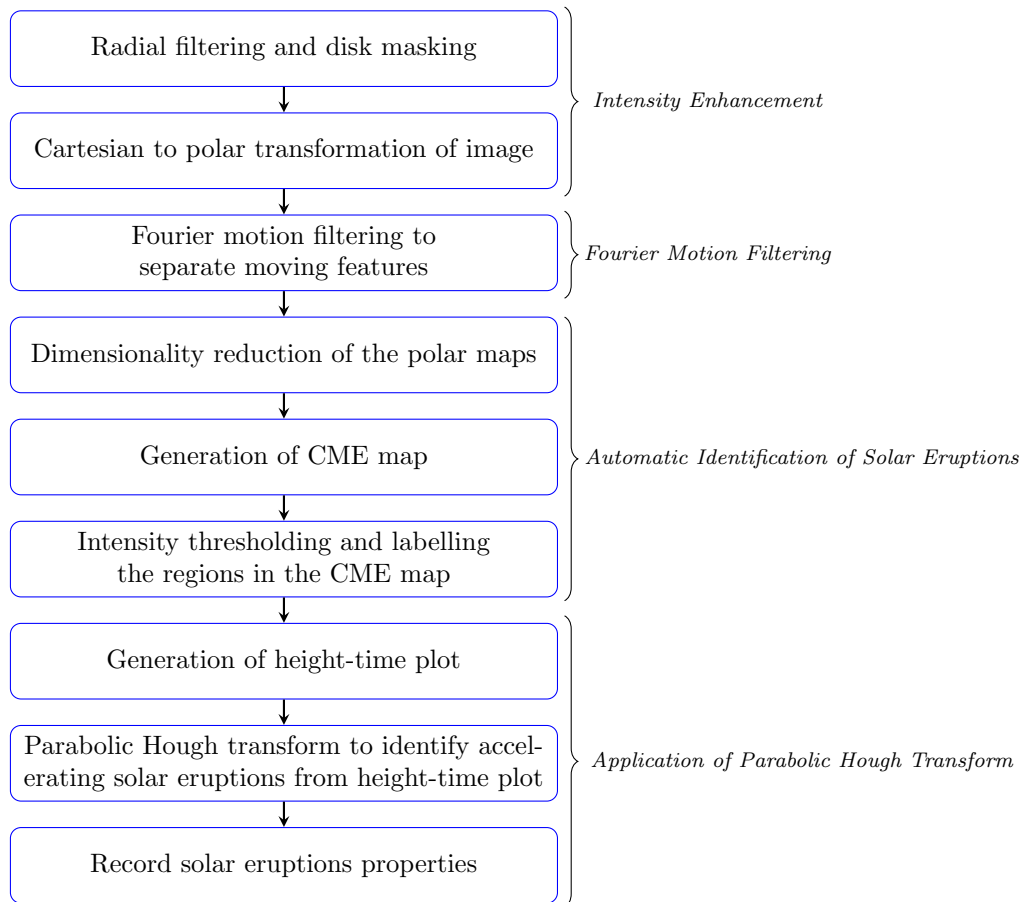 Radial filtering and disk masking
Intensity Enhancement
Cartesian to polar transformation of image
Fourier motion filtering to
separate moving features
Fourier Motion Filtering
Dimensionality reduction of the polar maps
Generation of CME map
Automatic Identification of Solar Eruptions
Intensity thresholding and labelling
the regions in the CME map
Generation of height-time plot
Parabolic Hough transform to identify accel-
erating solar eruptions from height-time plot
Application of Parabolic Hough Transform
Record solar eruptions properties